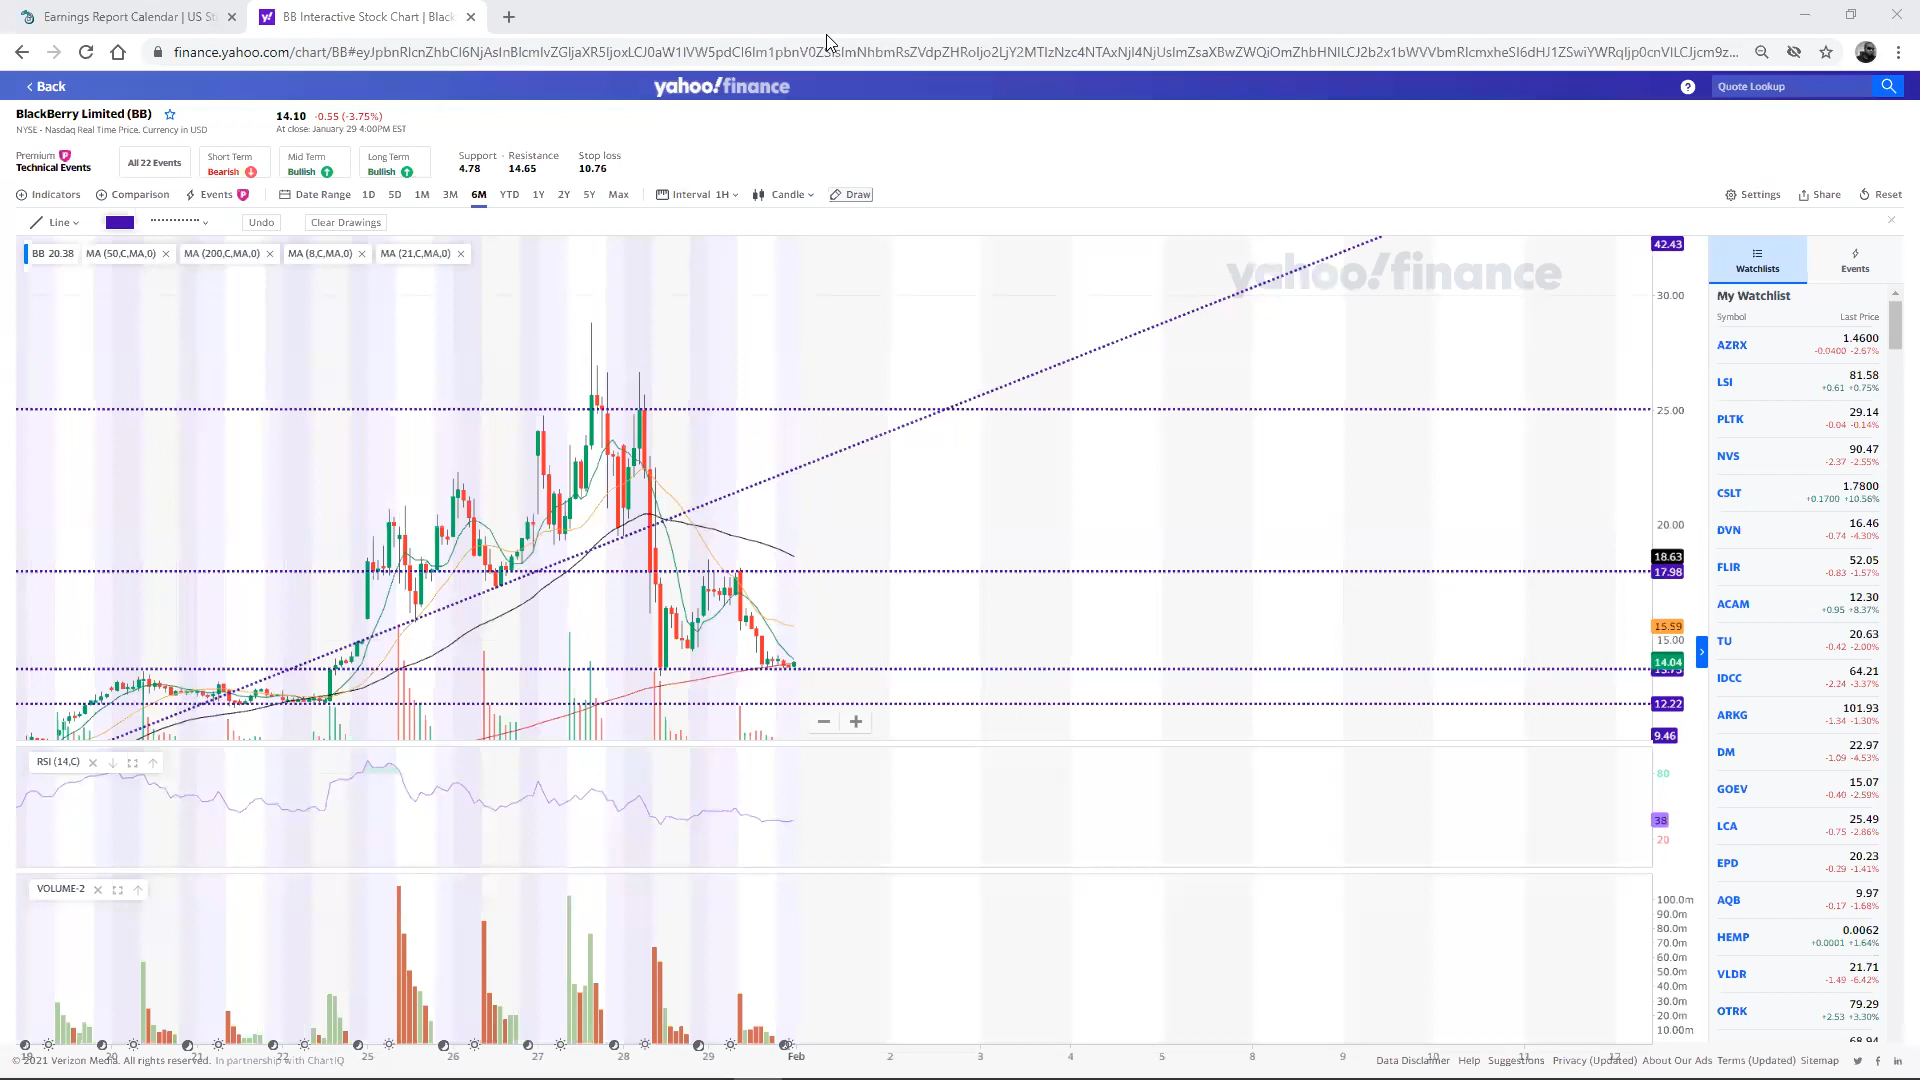 Earnings Report Calendar | US St
BB Interactive Stock Chart | Black
Back
yahoo!finance
Quote Lookup
BlackBerry Limited (BB)
14.10 -0.55 (-3.75%)
NYSE - Nasdaq Real Time Price. Currency in USD
At close: January 29 4:00PM EST
Premium
Technical Events
All 22 Events
Short Term
Bearish
Mid Term
Bullish
Long Term
Bullish
Support
4.78
Resistance
14.65
Stop loss
10.76
Indicators
Comparison
Events
Date Range
1D
5D
1M
3M
6M
YTD
1Y
2Y
5Y
Max
Interval 1H
Candle
Draw
Settings
Share
Reset
Line
Undo
Clear Drawings
BB 20.38
MA (50,C,MA,0)
MA (200,C,MA,0)
MA (8,C,MA,0)
MA (21,C,MA,0)
yahoo!finance
42.43
30.00
25.00
20.00
18.63
17.98
15.59
15.00
14.04
12.22
9.46
RSI (14,C)
80
38
20
VOLUME-2
100.0m
90.0m
80.0m
70.0m
60.0m
50.0m
40.0m
30.0m
20.0m
10.00m
25
26
27
28
29
Feb
2
3
4
5
8
9
Watchlists
Events
My Watchlist
Symbol Last Price
AZRX 1.4600
-0.0400 -2.67%
LSI 81.58
+0.61 +0.75%
PLTK 29.14
-0.04 -0.14%
NVS 90.47
-2.37 -2.55%
CSLT 1.7800
+0.1700 +10.56%
DVN 16.46
-0.74 -4.30%
FLIR 52.05
-0.83 -1.57%
ACAM 12.30
+0.95 +8.37%
TU 20.63
-0.42 -2.00%
IDCC 64.21
-2.24 -3.37%
ARKG 101.93
-1.34 -1.30%
DM 22.97
-1.09 -4.53%
GOEV 15.07
-0.40 -2.59%
LCA 25.49
-0.75 -2.86%
EPD 20.23
-0.29 -1.41%
AQB 9.97
-0.17 -1.68%
HEMP 0.0062
+0.0001 +1.64%
VLDR 21.71
-1.49 -6.42%
OTRK 79.29
+2.53 +3.30%
© 2021 Verizon Media. All rights reserved. In partnership with ChartIQ
Data Disclaimer Help Suggestions Privacy (Updated) About Our Ads Terms (Updated) Sitemap